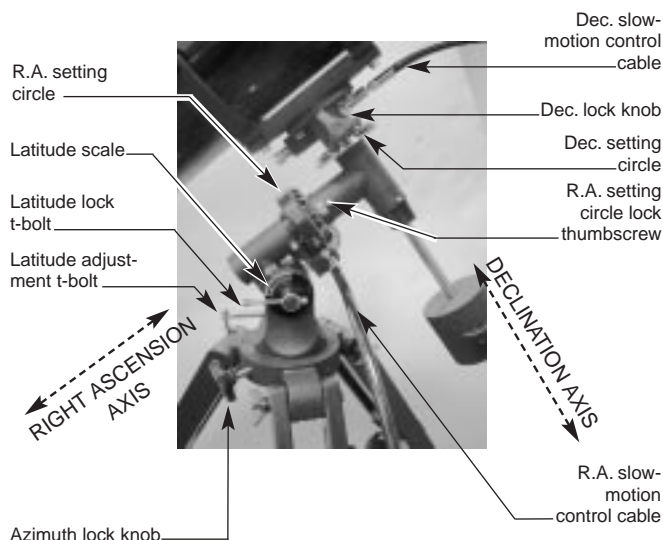 R.A. setting
circle
Latitude scale
Latitude lock
t-bolt
Latitude adjust-
ment t-bolt
RIGHT ASCENSION
AXIS
Azimuth lock knob
Dec. slow-
motion control
cable
Dec. lock knob
Dec. setting
circle
R.A. setting
circle lock
thumbscrew
DECLINATION AXIS
R.A. slow-
motion
control cable